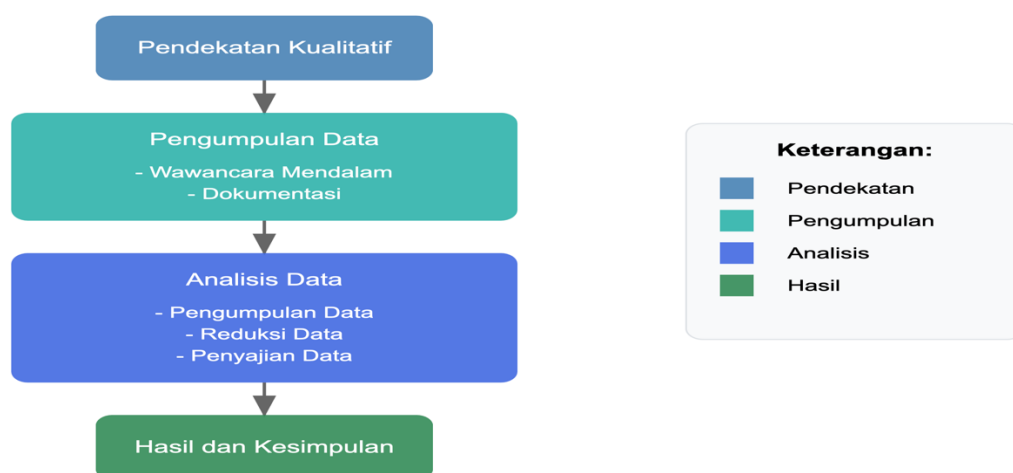 Pendekatan Kualitatif
Pengumpulan Data
- Wawancara Mendalam
- Dokumentasi
Analisis Data
- Pengumpulan Data
- Reduksi Data
- Penyajian Data
Hasil dan Kesimpulan
Keterangan:
Pendekatan
Pengumpulan
Analisis
Hasil